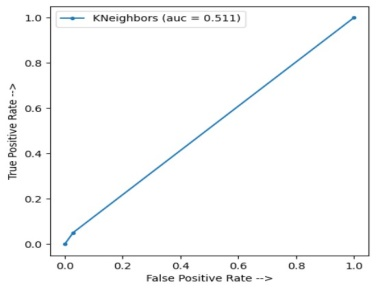 KNeighbors (auc = 0.511)
True Positive Rate -->
1.0
0.8
0.6
0.4
0.2
0.0
0.0 0.2 0.4 0.6 0.8 1.0
False Positive Rate -->